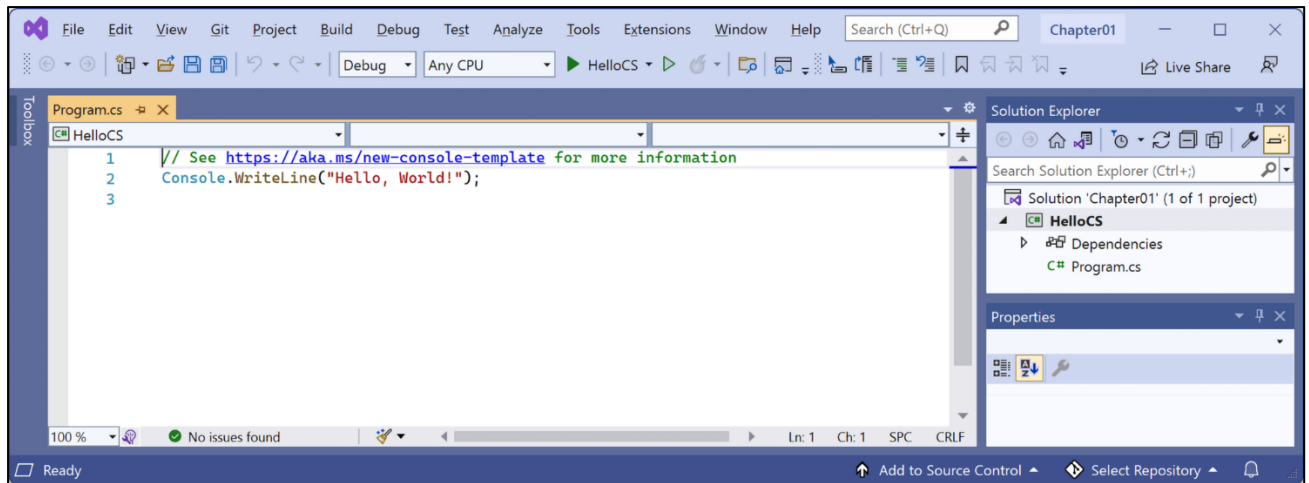 File Edit View Git Project Build Debug Test Analyze Tools Extensions Window Help Search (Ctrl+Q) Chapter01
Debug Any CPU HelloCS Live Share
Toolbox
Program.cs
HelloCS
1 // See https://aka.ms/new-console-template for more information
2 Console.WriteLine("Hello, World!");
3
100 % No issues found Ln: 1 Ch: 1 SPC CRLF
Solution Explorer
Search Solution Explorer (Ctrl+;)
Solution 'Chapter01' (1 of 1 project)
C# HelloCS
Dependencies
C# Program.cs
Properties
Ready Add to Source Control Select Repository